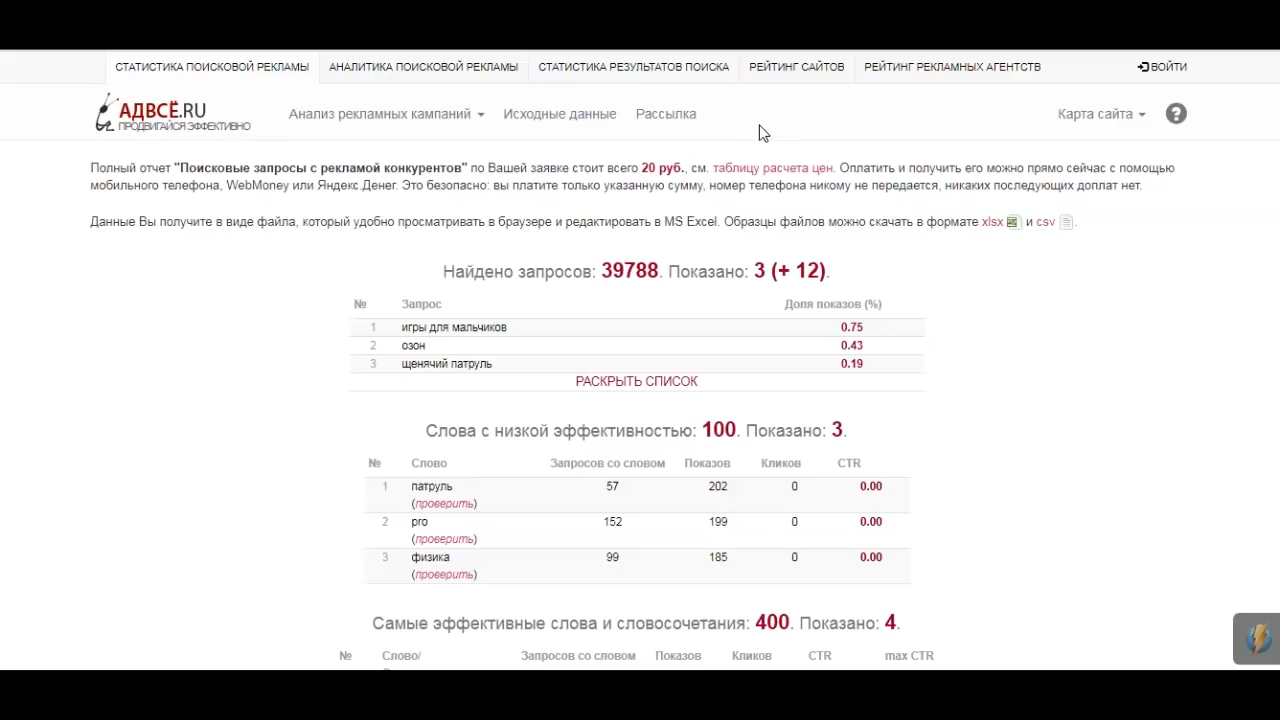 СТАТИСТИКА ПОИСКОВОЙ РЕКЛАМЫ АНАЛИТИКА ПОИСКОВОЙ РЕКЛАМЫ СТАТИСТИКА РЕЗУЛЬТАТОВ ПОИСКА РЕЙТИНГ САЙТОВ РЕЙТИНГ РЕКЛАМНЫХ АГЕНТСТВ ВОЙТИ
АДВСЁ.RU
ПРОДВИГАЙСЯ ЭФФЕКТИВНО
Анализ рекламных кампаний Исходные данные Рассылка Карта сайта ?
Полный отчет "Поисковые запросы с рекламой конкурентов" по Вашей заявке стоит всего 20 руб., см. таблицу расчета цен. Оплатить и получить его можно прямо сейчас с помощью
мобильного телефона, WebMoney или Яндекс.Денег. Это безопасно: вы платите только указанную сумму, номер телефона никому не передается, никаких последующих доплат нет.
Данные Вы получите в виде файла, который удобно просматривать в браузере и редактировать в MS Excel. Образцы файлов можно скачать в формате xlsx и csv.
Найдено запросов: 39788. Показано: 3 (+ 12).
№ Запрос Доля показов (%)
1 игры для мальчиков 0.75
2 озон 0.43
3 щенячий патруль 0.19
РАСКРЫТЬ СПИСОК
Слова с низкой эффективностью: 100. Показано: 3.
№ Слово Запросов со словом Показов Кликов CTR
1 патруль 57 202 0 0.00
(проверить)
2 pro 152 199 0 0.00
(проверить)
3 физика 99 185 0 0.00
(проверить)
Самые эффективные слова и словосочетания: 400. Показано: 4.
№ Слово/ Запросов со словом Показов Кликов CTR max CTR